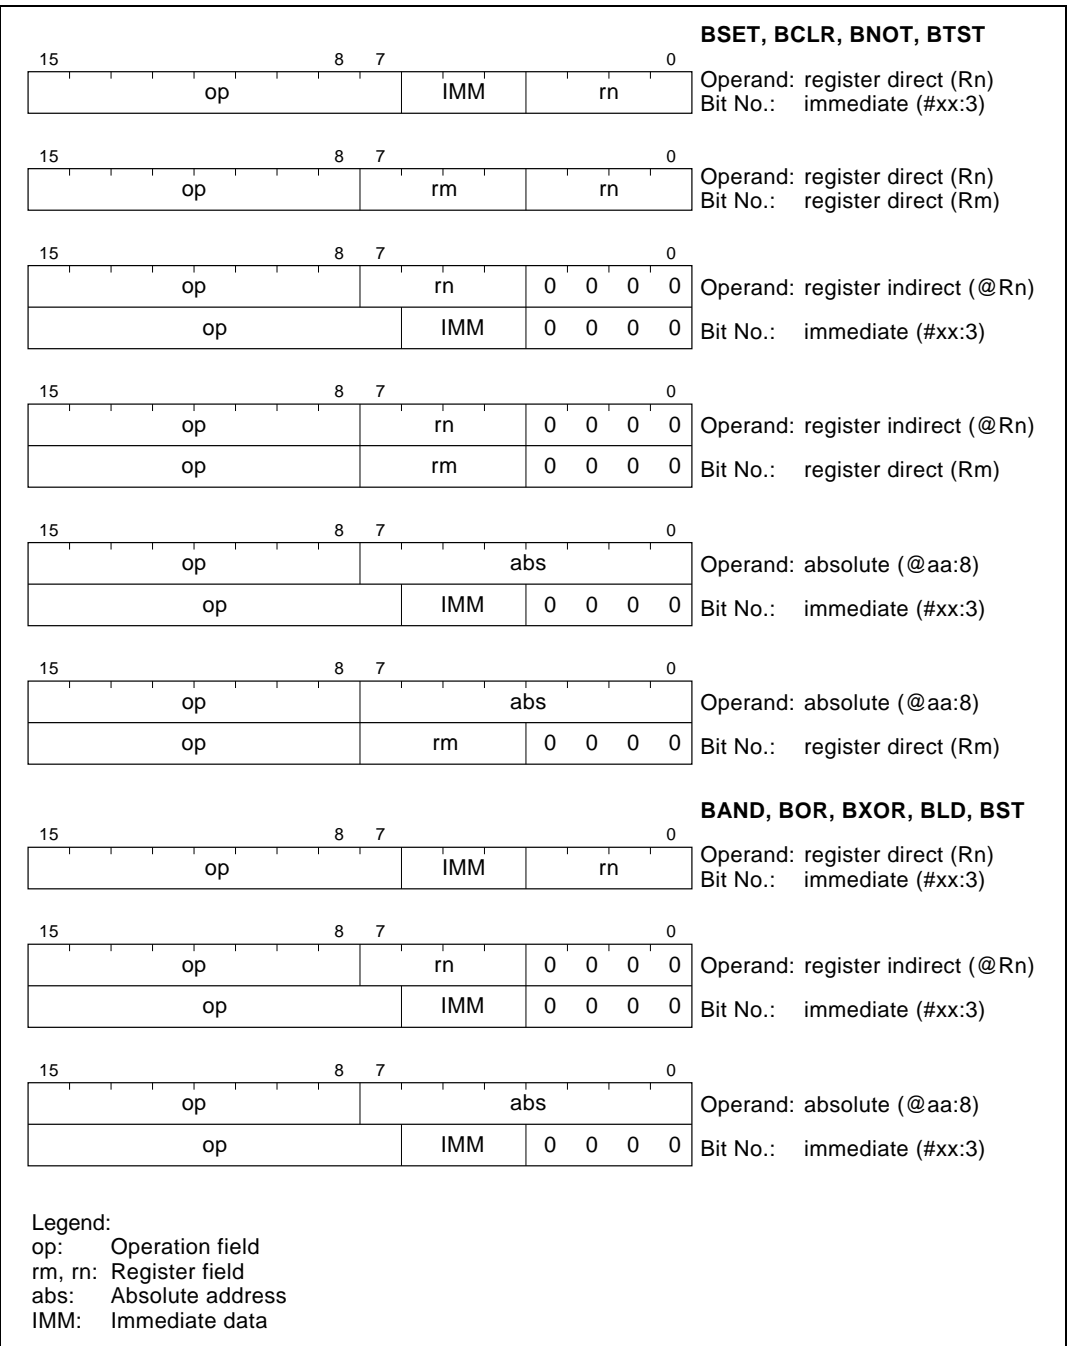 BSET, BCLR, BNOT, BTST
15 8 7 0
op IMM rn
Operand: register direct (Rn)
Bit No.: immediate (#xx:3)
15 8 7 0
op rm rn
Operand: register direct (Rn)
Bit No.: register direct (Rm)
15 8 7 0
op rn 0 0 0 0 Operand: register indirect (@Rn)
op IMM 0 0 0 0 Bit No.: immediate (#xx:3)
15 8 7 0
op rn 0 0 0 0 Operand: register indirect (@Rn)
op rm 0 0 0 0 Bit No.: register direct (Rm)
15 8 7 0
op abs Operand: absolute (@aa:8)
op IMM 0 0 0 0 Bit No.: immediate (#xx:3)
15 8 7 0
op abs Operand: absolute (@aa:8)
op rm 0 0 0 0 Bit No.: register direct (Rm)
BAND, BOR, BXOR, BLD, BST
15 8 7 0
op IMM rn
Operand: register direct (Rn)
Bit No.: immediate (#xx:3)
15 8 7 0
op rn 0 0 0 0 Operand: register indirect (@Rn)
op IMM 0 0 0 0 Bit No.: immediate (#xx:3)
15 8 7 0
op abs Operand: absolute (@aa:8)
op IMM 0 0 0 0 Bit No.: immediate (#xx:3)
Legend:
op: Operation field
rm, rn: Register field
abs: Absolute address
IMM: Immediate data